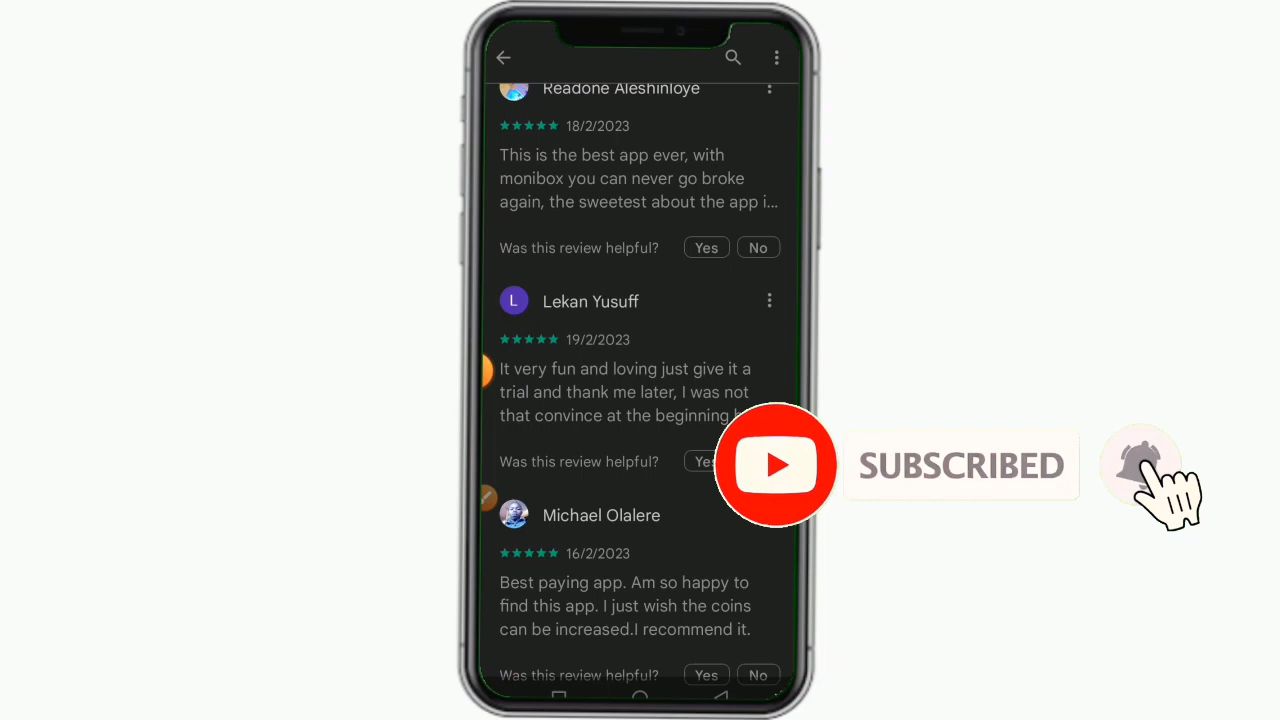 Readone Aleshinloye
18/2/2023
This is the best app ever, with
monibox you can never go broke
again, the sweetest about the app i...
Was this review helpful? Yes No
L Lekan Yusuff
19/2/2023
It very fun and loving just give it a
trial and thank me later, I was not
that convince at the beginning
Was this review helpful? Yes
SUBSCRIBED
Michael Olalere
16/2/2023
Best paying app. Am so happy to
find this app. I just wish the coins
can be increased.I recommend it.
Was this review helpful? Yes No